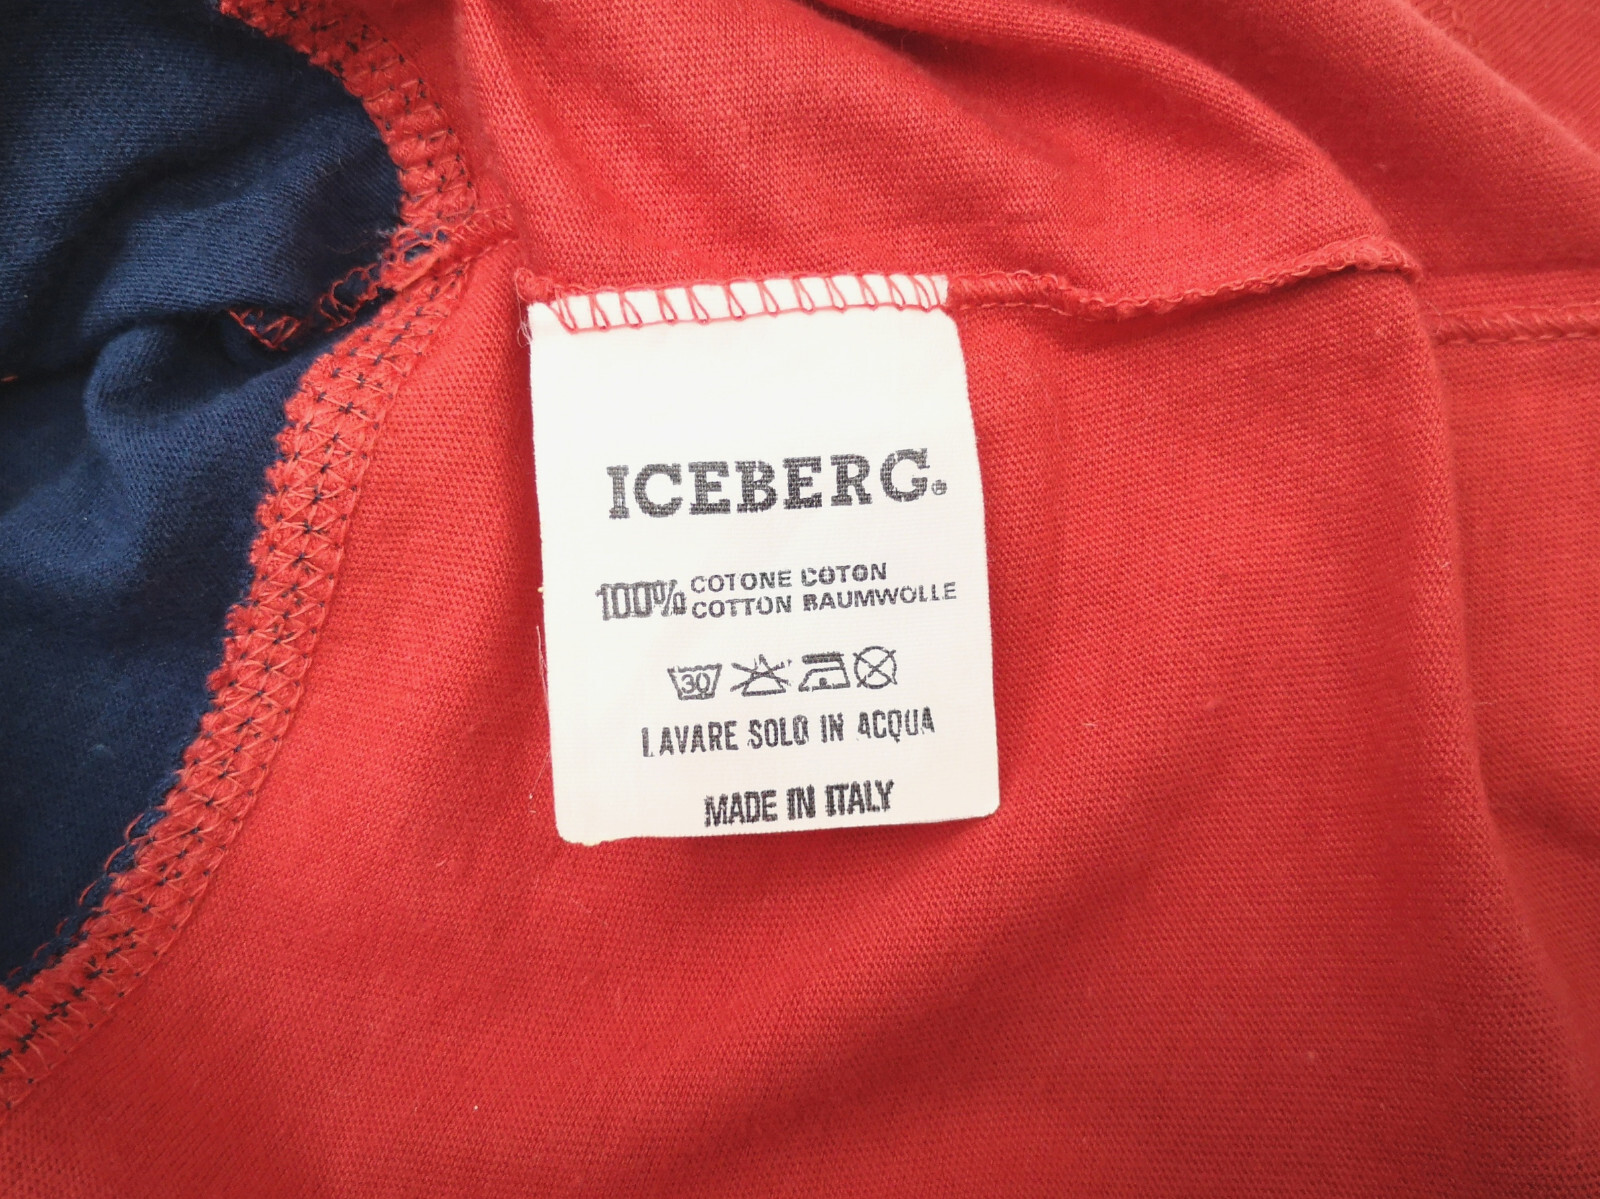 ICEBERG.
100% COTONE COTON
COTTON BAUMWOLLE
30
LAVARE SOLO IN ACQUA
MADE IN ITALY